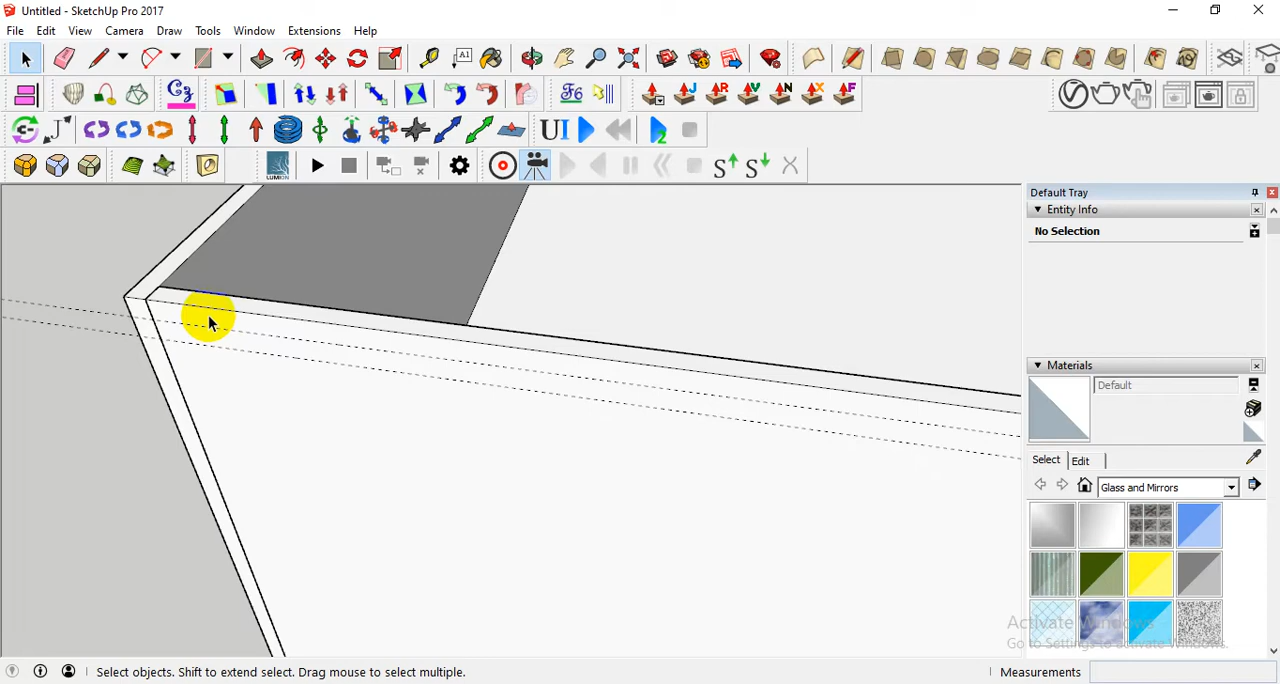 Untitled - SketchUp Pro 2017
File Edit View Camera Draw Tools Window Extensions Help
UI
Default Tray
Entity Info
No Selection
Materials
Default
Select Edit
Glass and Mirrors
Activate Windows
Go to Settings to activate Windows.
Select objects. Shift to extend select. Drag mouse to select multiple.
Measurements